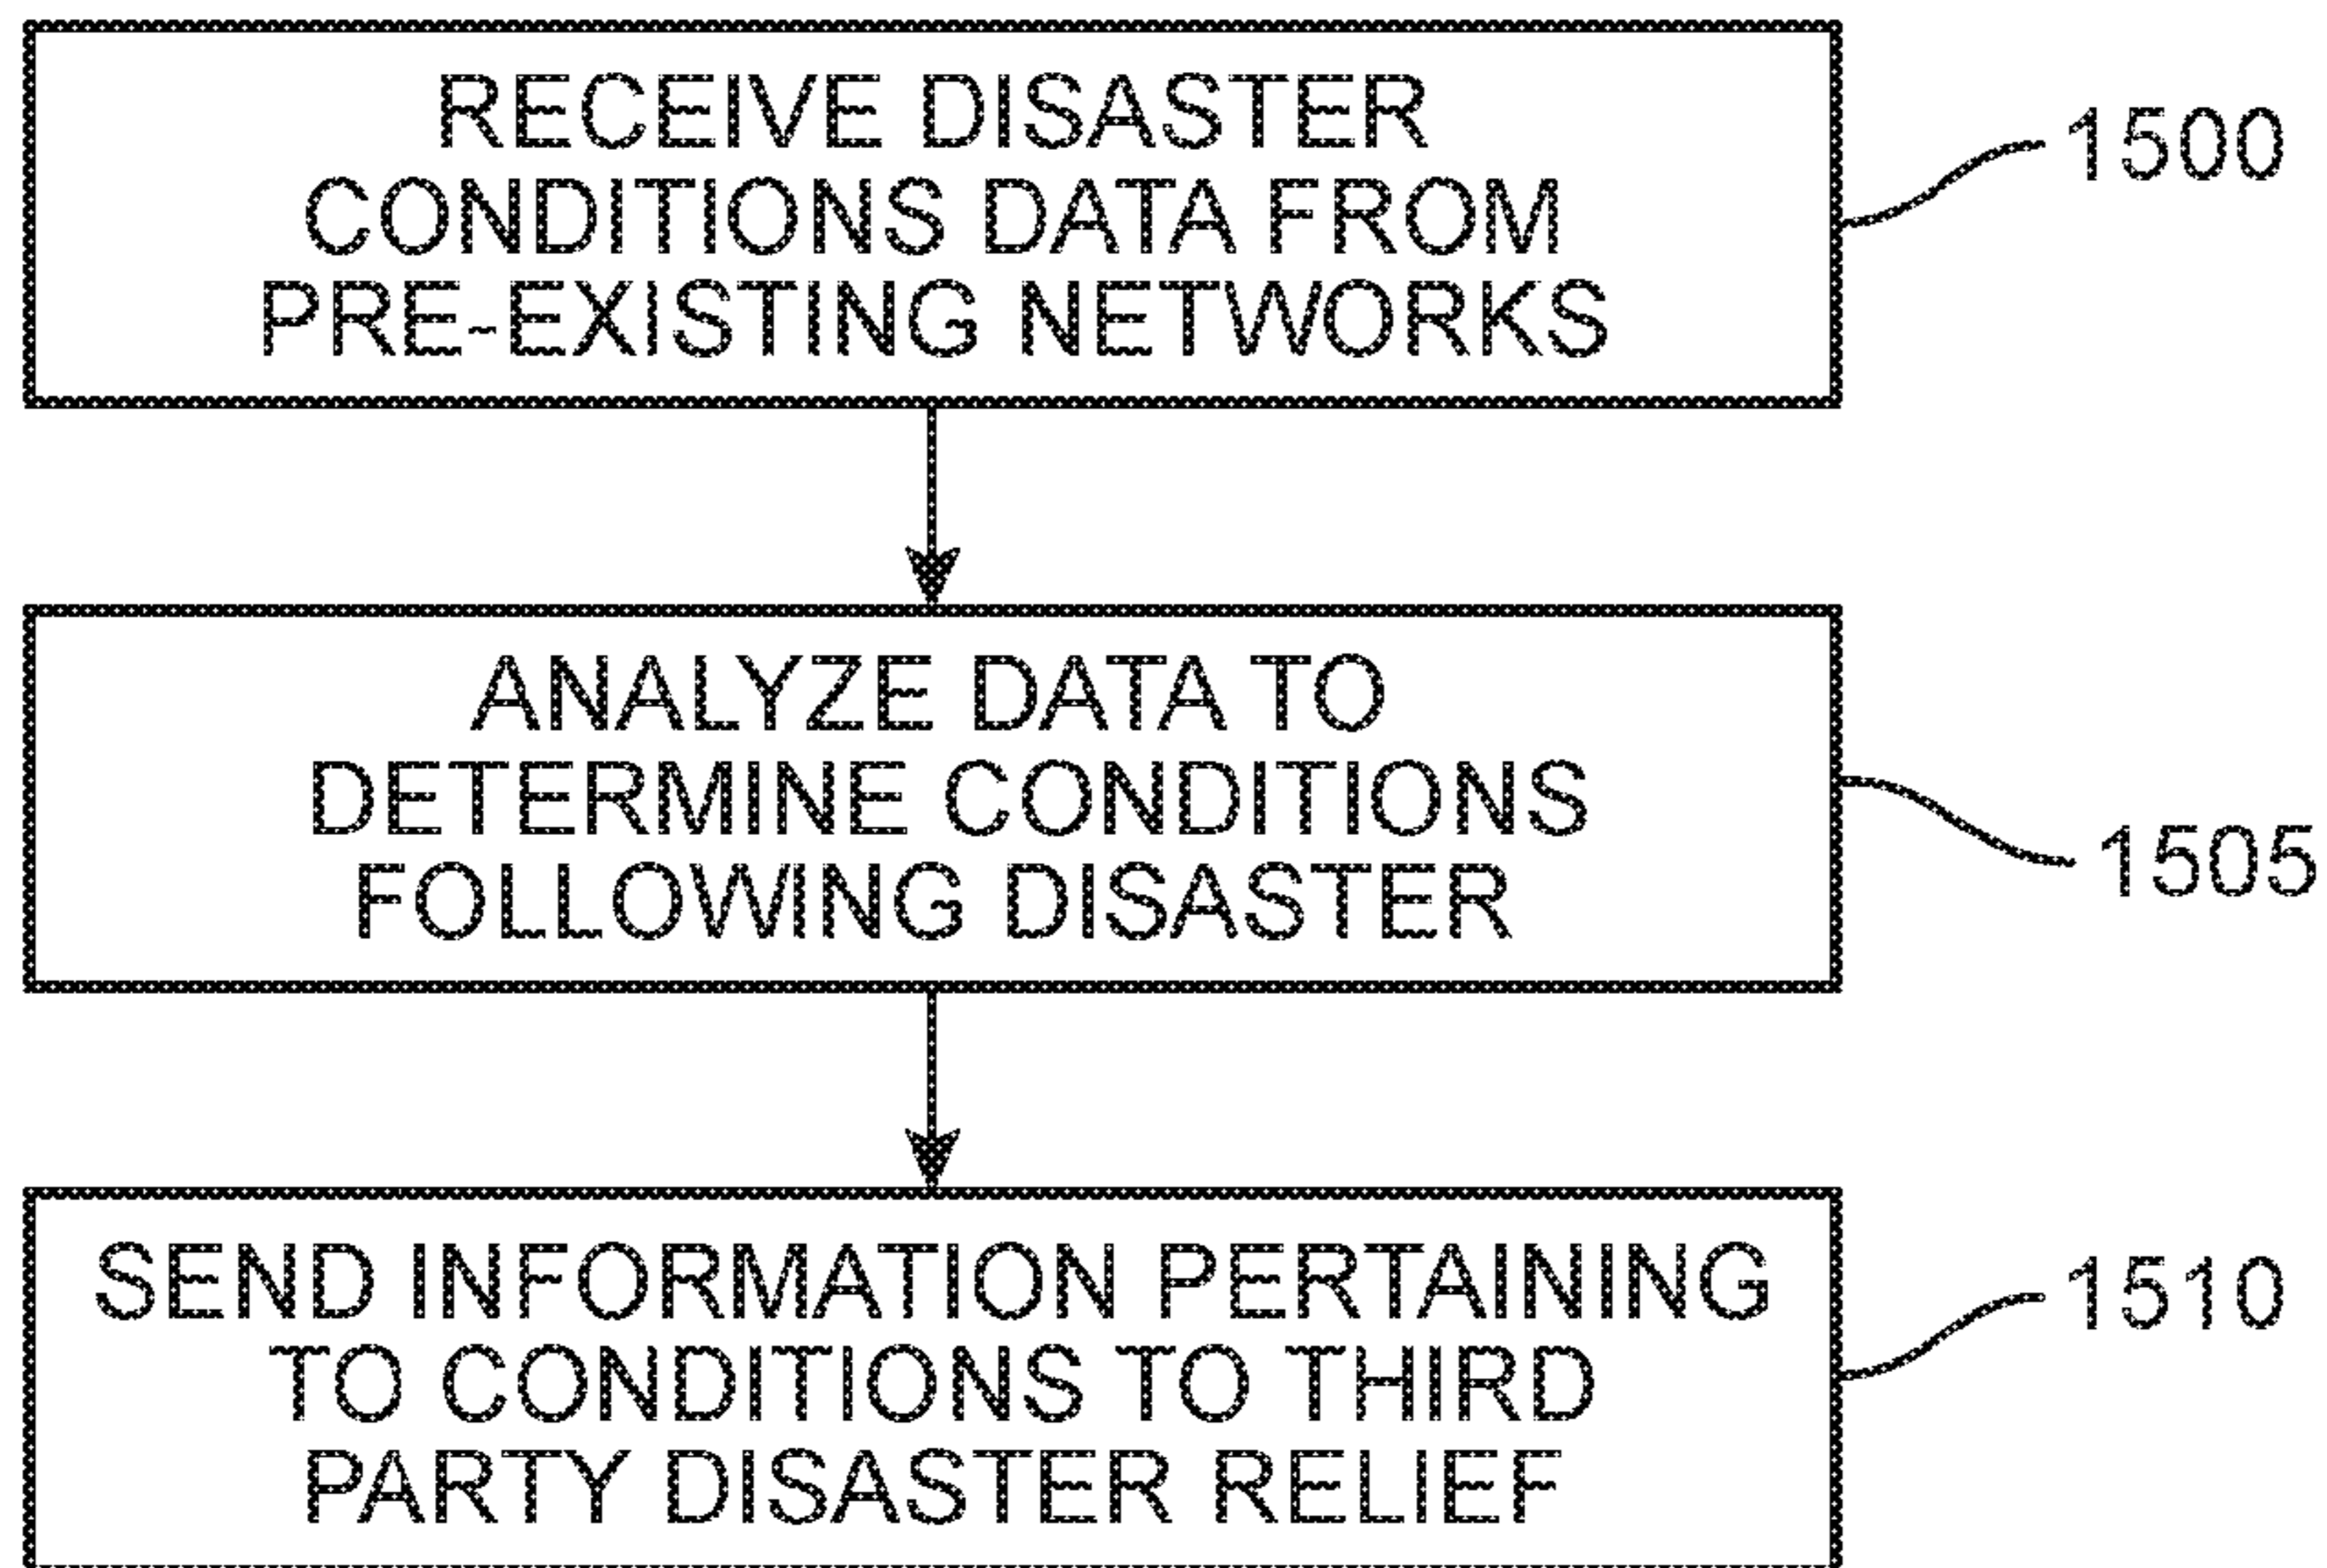 RECEIVE DISASTER
CONDITIONS DATA FROM
PRE-EXISTING NETWORKS
1500
ANALYZE DATA TO
DETERMINE CONDITIONS
FOLLOWING DISASTER
1505
SEND INFORMATION PERTAINING
TO CONDITIONS TO THIRD
PARTY DISASTER RELIEF
1510